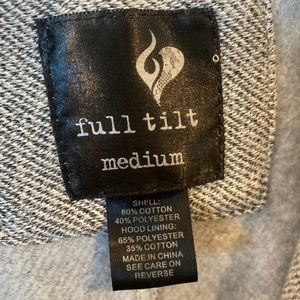 full tilt
medium
SHELL:
60% COTTON
40% POLYESTER
HOOD LINING:
65% POLYESTER
35% COTTON
MADE IN CHINA
SEE CARE ON
REVERSE